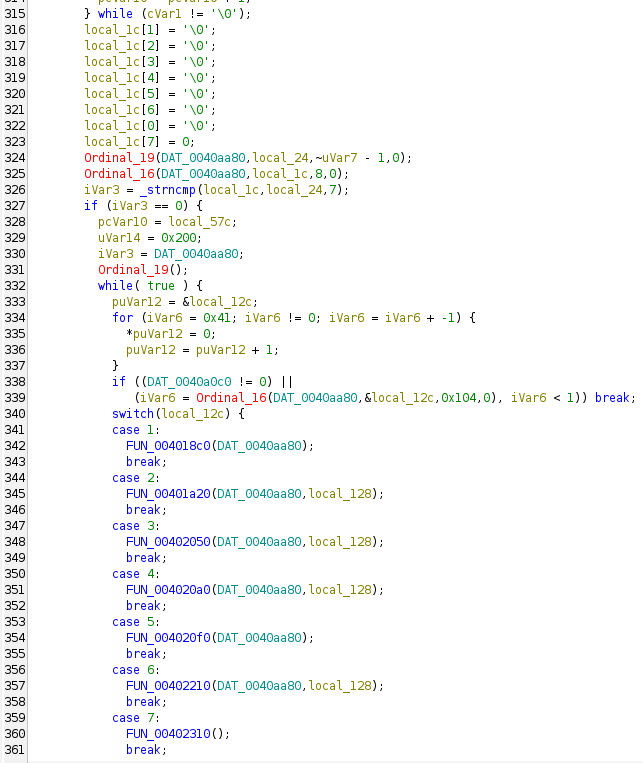 315 } while (cVar1 != '\0');
316 local_1c[1] = '\0';
317 local_1c[2] = '\0';
318 local_1c[3] = '\0';
319 local_1c[4] = '\0';
320 local_1c[5] = '\0';
321 local_1c[6] = '\0';
322 local_1c[0] = '\0';
323 local_1c[7] = 0;
324 Ordinal_19(DAT_0040aa80,local_24,~uVar7 - 1,0);
325 Ordinal_16(DAT_0040aa80,local_1c,8,0);
326 iVar3 = _strncmp(local_1c,local_24,7);
327 if (iVar3 == 0) {
328 pcVar10 = local_57c;
329 uVar14 = 0x200;
330 iVar3 = DAT_0040aa80;
331 Ordinal_19();
332 while( true ) {
333 puVar12 = &local_12c;
334 for (iVar6 = 0x41; iVar6 != 0; iVar6 = iVar6 + -1) {
335 *puVar12 = 0;
336 puVar12 = puVar12 + 1;
337 }
338 if ((DAT_0040a0c0 != 0) ||
339 (iVar6 = Ordinal_16(DAT_0040aa80,&local_12c,0x104,0), iVar6 < 1)) break;
340 switch(local_12c) {
341 case 1:
342 FUN_004018c0(DAT_0040aa80);
343 break;
344 case 2:
345 FUN_00401a20(DAT_0040aa80,local_128);
346 break;
347 case 3:
348 FUN_00402050(DAT_0040aa80,local_128);
349 break;
350 case 4:
351 FUN_004020a0(DAT_0040aa80,local_128);
352 break;
353 case 5:
354 FUN_004020f0(DAT_0040aa80);
355 break;
356 case 6:
357 FUN_00402210(DAT_0040aa80,local_128);
358 break;
359 case 7:
360 FUN_00402310();
361 break;